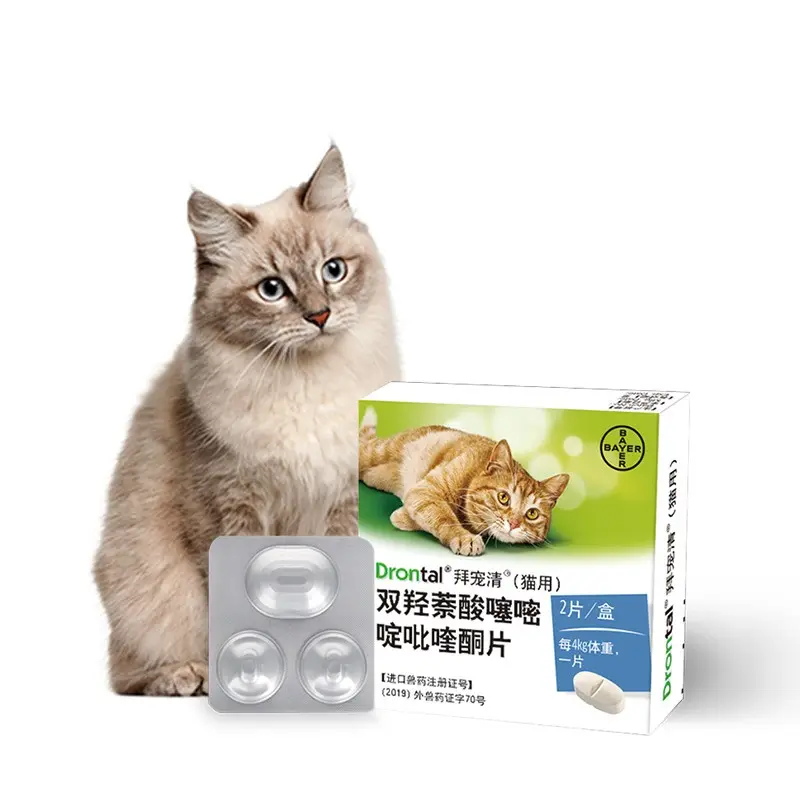 BAYER
BAYER
Drontal® 拜宠清®(猫用)
双羟萘酸噻嘧
啶吡喹酮片
2片/盒
每4kg体重,
一片
【进口兽药注册证号】
(2019)外兽药证字70号
Drontal® 拜宠清®(猫用)